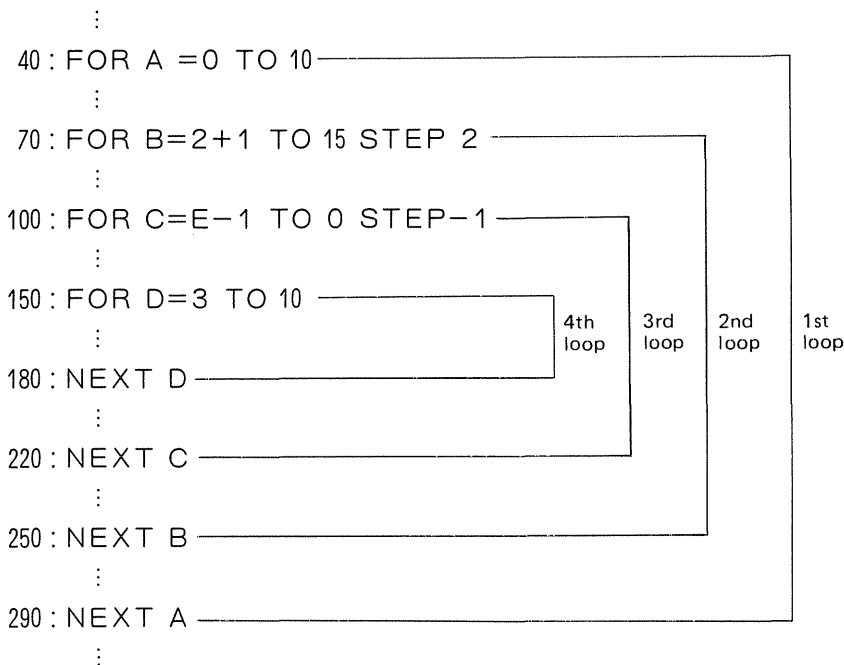 ⋮
40 : FOR A =0 TO 10
⋮
70 : FOR B=2+1 TO 15 STEP 2
⋮
100 : FOR C=E−1 TO 0 STEP−1
⋮
150 : FOR D=3 TO 10
⋮
4th loop
3rd loop
2nd loop
1st loop
180 : NEXT D
⋮
220 : NEXT C
⋮
250 : NEXT B
⋮
290 : NEXT A
⋮